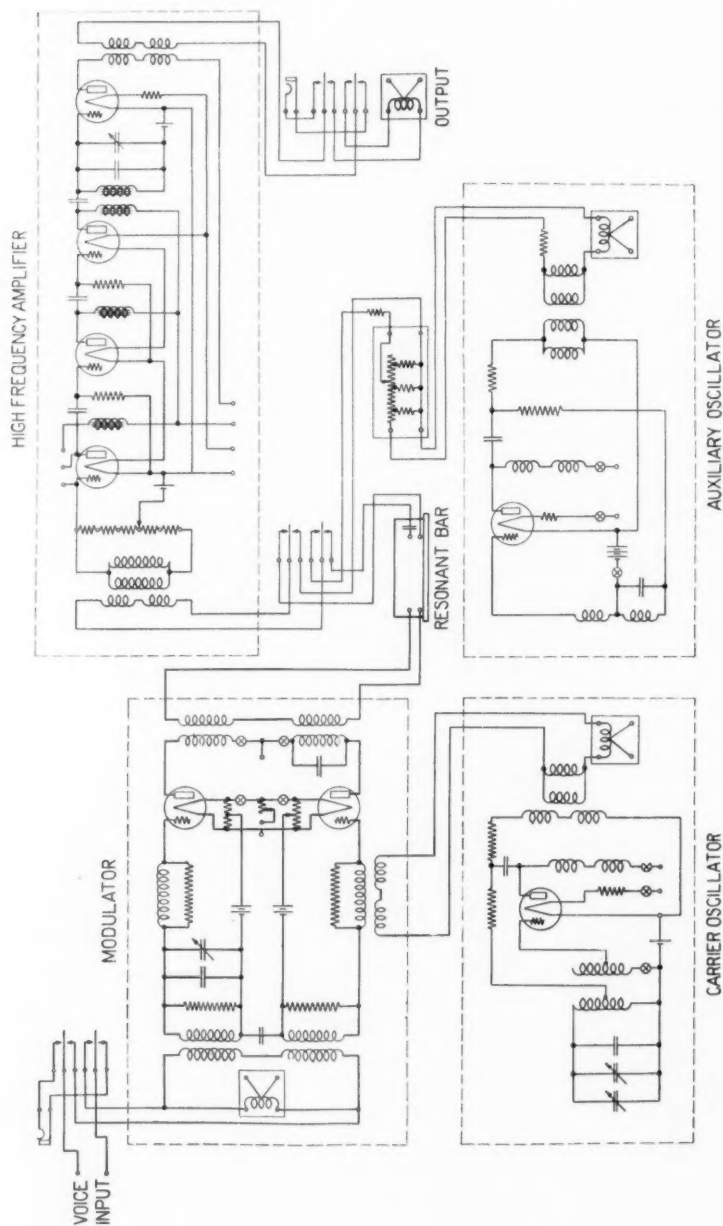 HIGH FREQUENCY AMPLIFIER
OUTPUT
MODULATOR
RESONANT BAR
VOICE
INPUT
CARRIER OSCILLATOR
AUXILIARY OSCILLATOR